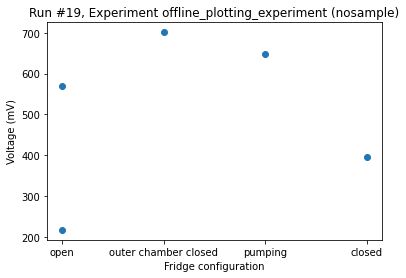 Run #19, Experiment offline_plotting_experiment (nosample)
700
600
500
400
300
200
Voltage (mV)
open outer chamber closed pumping closed
Fridge configuration